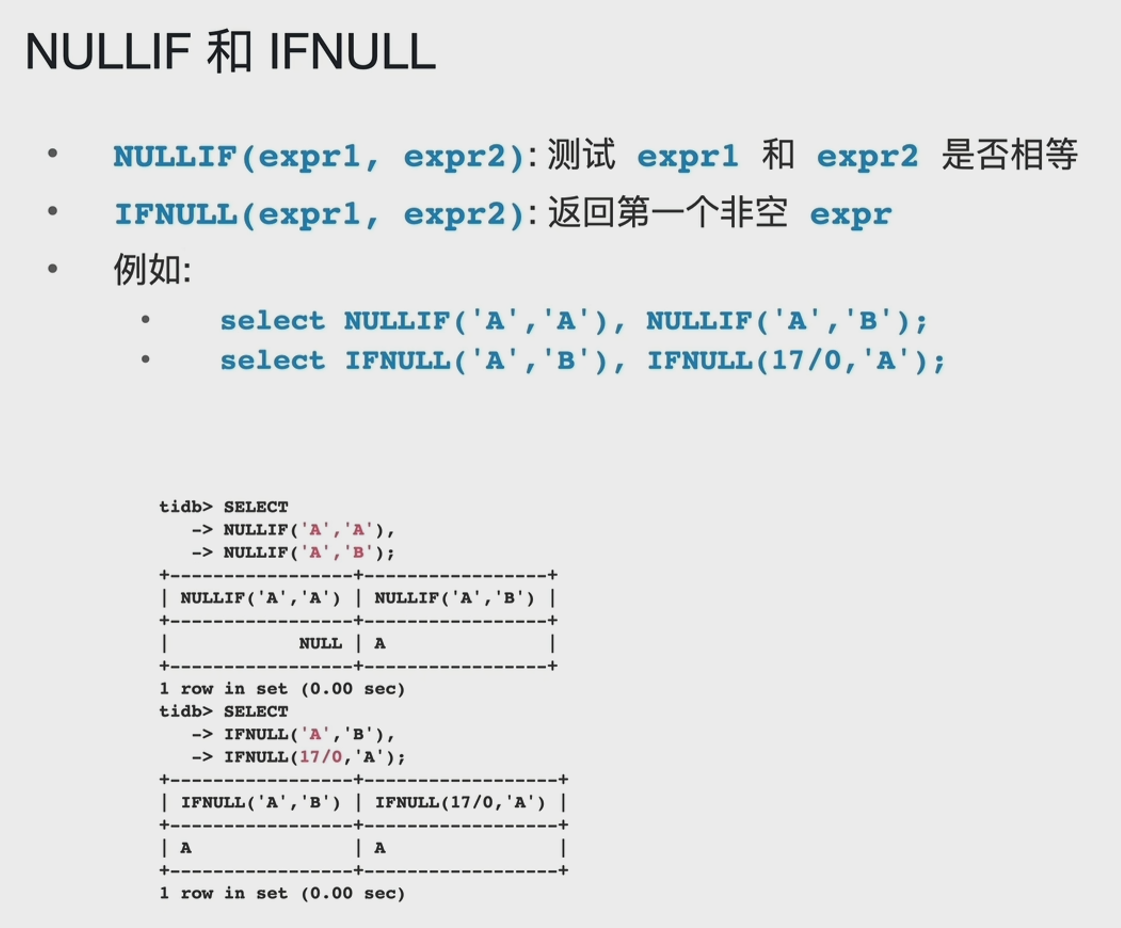 NULLIF 和 IFNULL
• NULLIF(expr1, expr2): 测试 expr1 和 expr2 是否相等
• IFNULL(expr1, expr2): 返回第一个非空 expr
• 例如:
• select NULLIF('A','A'), NULLIF('A','B');
• select IFNULL('A','B'), IFNULL(17/0,'A');
tidb> SELECT
    -> NULLIF('A','A'),
    -> NULLIF('A','B');
+-----------------+-----------------+
| NULLIF('A','A') | NULLIF('A','B') |
+-----------------+-----------------+
|            NULL | A               |
+-----------------+-----------------+
1 row in set (0.00 sec)
tidb> SELECT
    -> IFNULL('A','B'),
    -> IFNULL(17/0,'A');
+-----------------+------------------+
| IFNULL('A','B') | IFNULL(17/0,'A') |
+-----------------+------------------+
| A               | A                |
+-----------------+------------------+
1 row in set (0.00 sec)